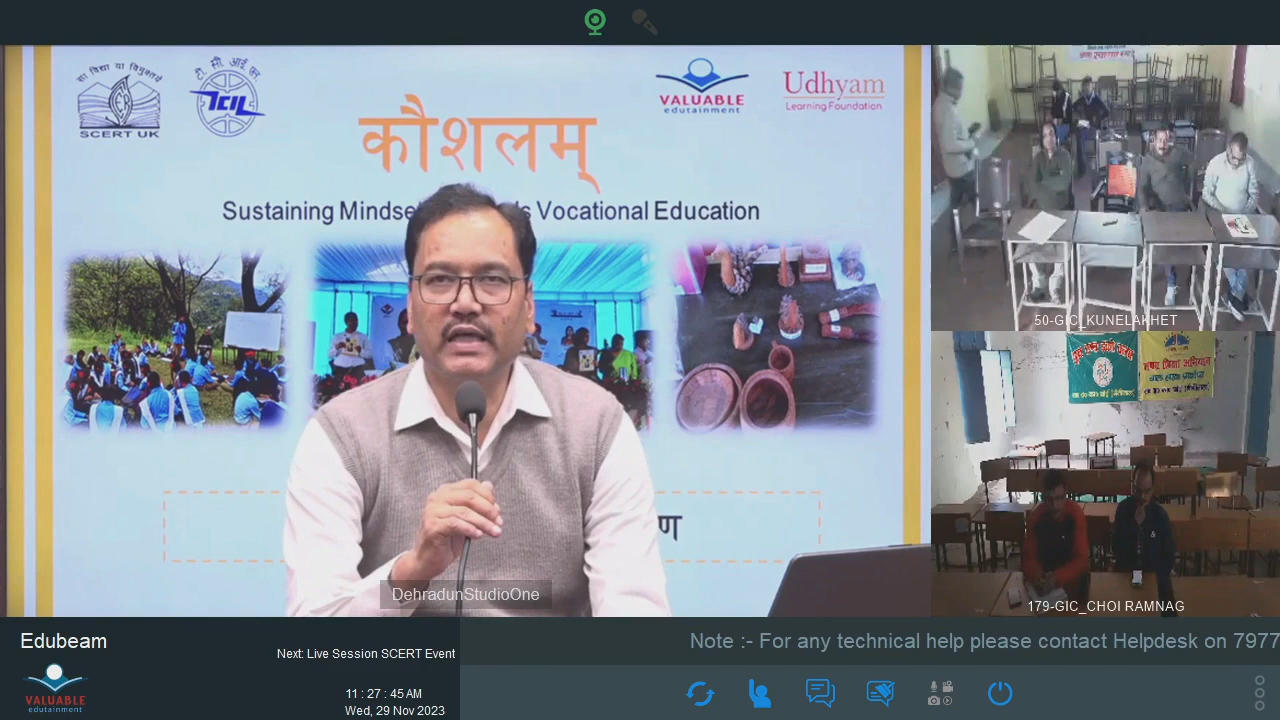 सा विद्या या विमुक्तये
SCERT UK
टी. सी. आई. एल.
TCIL
VALUABLE
edutainment
Udhyam
Learning Foundation
कौशलम्
Sustaining Mindse s Vocational Education
ण
DehradunStudioOne
50-GIC_KUNELAKHET
179-GIC_CHOI RAMNAG
Edubeam
VALUABLE
edutainment
Next: Live Session SCERT Event
11 : 27 : 45 AM
Wed, 29 Nov 2023
Note :- For any technical help please contact Helpdesk on 7977